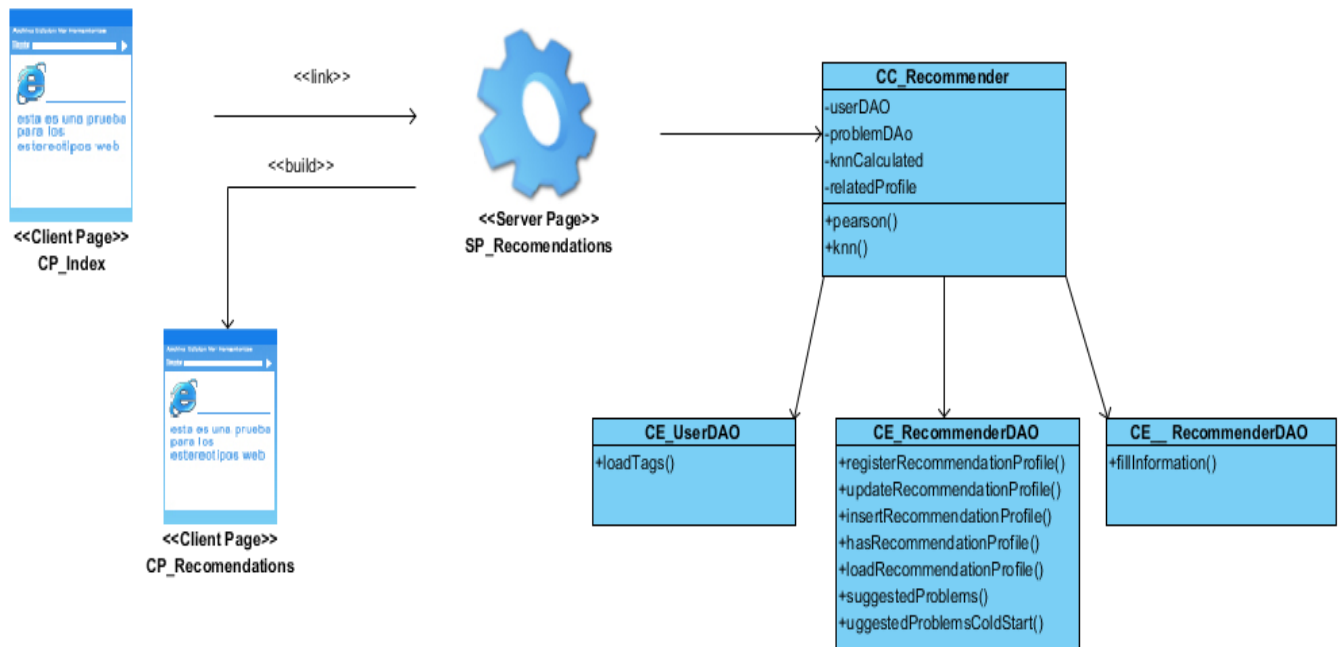 esta es una prueba
para los
estereotipos web
<<Client Page>>
CP_Index
<<link>>
<<build>>
<<Server Page>>
SP_Recomendations
esta es una prueba
para los
estereotipos web
<<Client Page>>
CP_Recomendations
CC_Recommender
-userDAO
-problemDAo
-knnCalculated
-relatedProfile
+pearson()
+knn()
CE_UserDAO
+loadTags()
CE_RecommenderDAO
+registerRecommendationProfile()
+updateRecommendationProfile()
+insertRecommendationProfile()
+hasRecommendationProfile()
+loadRecommendationProfile()
+suggestedProblems()
+uggestedProblemsColdStart()
CE__ RecommenderDAO
+fillInformation()